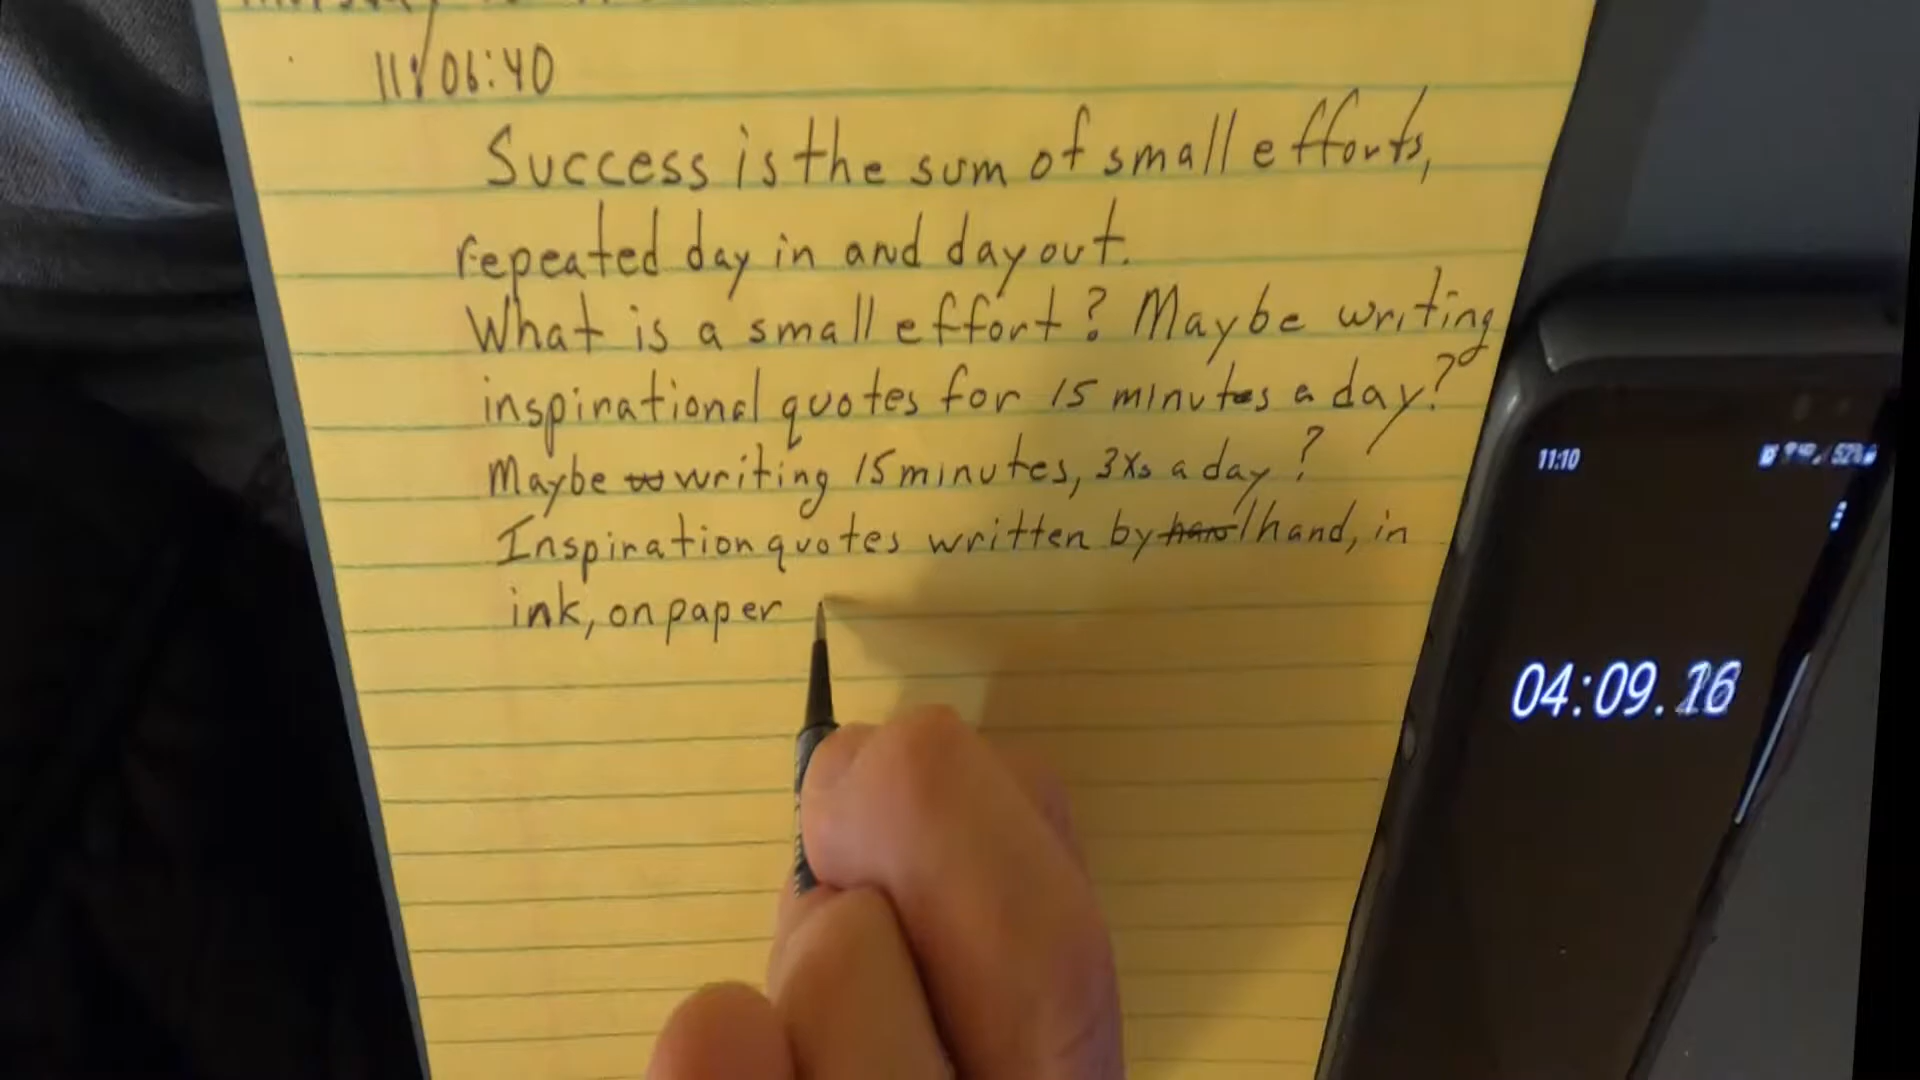 Thursday
11:06:40
Success is the sum of small efforts,
repeated day in and day out.
What is a small effort? Maybe writing
inspirational quotes for 15 minutes a day?
Maybe writing 15 minutes, 3xs a day?
Inspiration quotes written by hand, in
ink, on paper
11:10
52%
04:09.